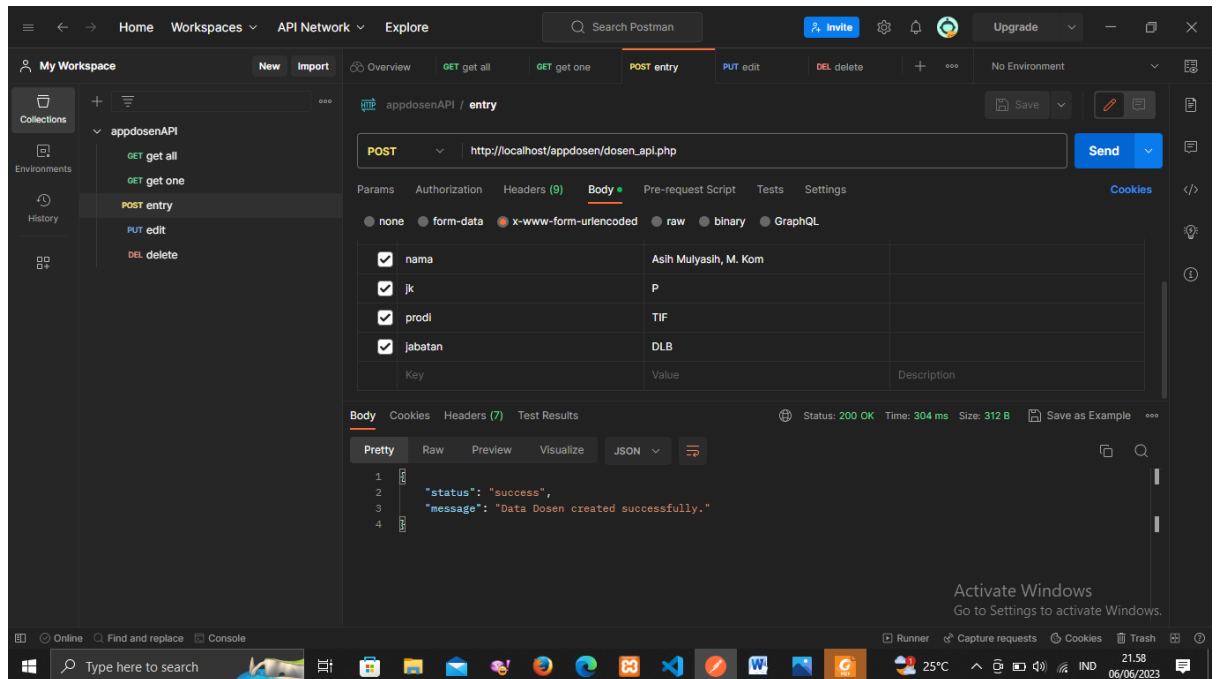 Home Workspaces API Network Explore Search Postman Invite Upgrade
My Workspace New Import Overview GET get all GET get one POST entry PUT edit DEL delete No Environment
Collections
Environments
History
appdosenAPI
GET get all
GET get one
POST entry
PUT edit
DEL delete
HTTP appdosenAPI / entry Save
POST http://localhost/appdosen/dosen_api.php Send
Params Authorization Headers (9) Body Pre-request Script Tests Settings Cookies
none form-data x-www-form-urlencoded raw binary GraphQL
nama Asih Mulyasih, M. Kom
jk P
prodi TIF
jabatan DLB
Key Value Description
Body Cookies Headers (7) Test Results Status: 200 OK Time: 304 ms Size: 312 B Save as Example
Pretty Raw Preview Visualize JSON
1 {
2 "status": "success",
3 "message": "Data Dosen created successfully."
4 }
Activate Windows
Go to Settings to activate Windows.
Online Find and replace Console Runner Capture requests Cookies Trash
Type here to search 25°C IND 21.58
06/06/2023